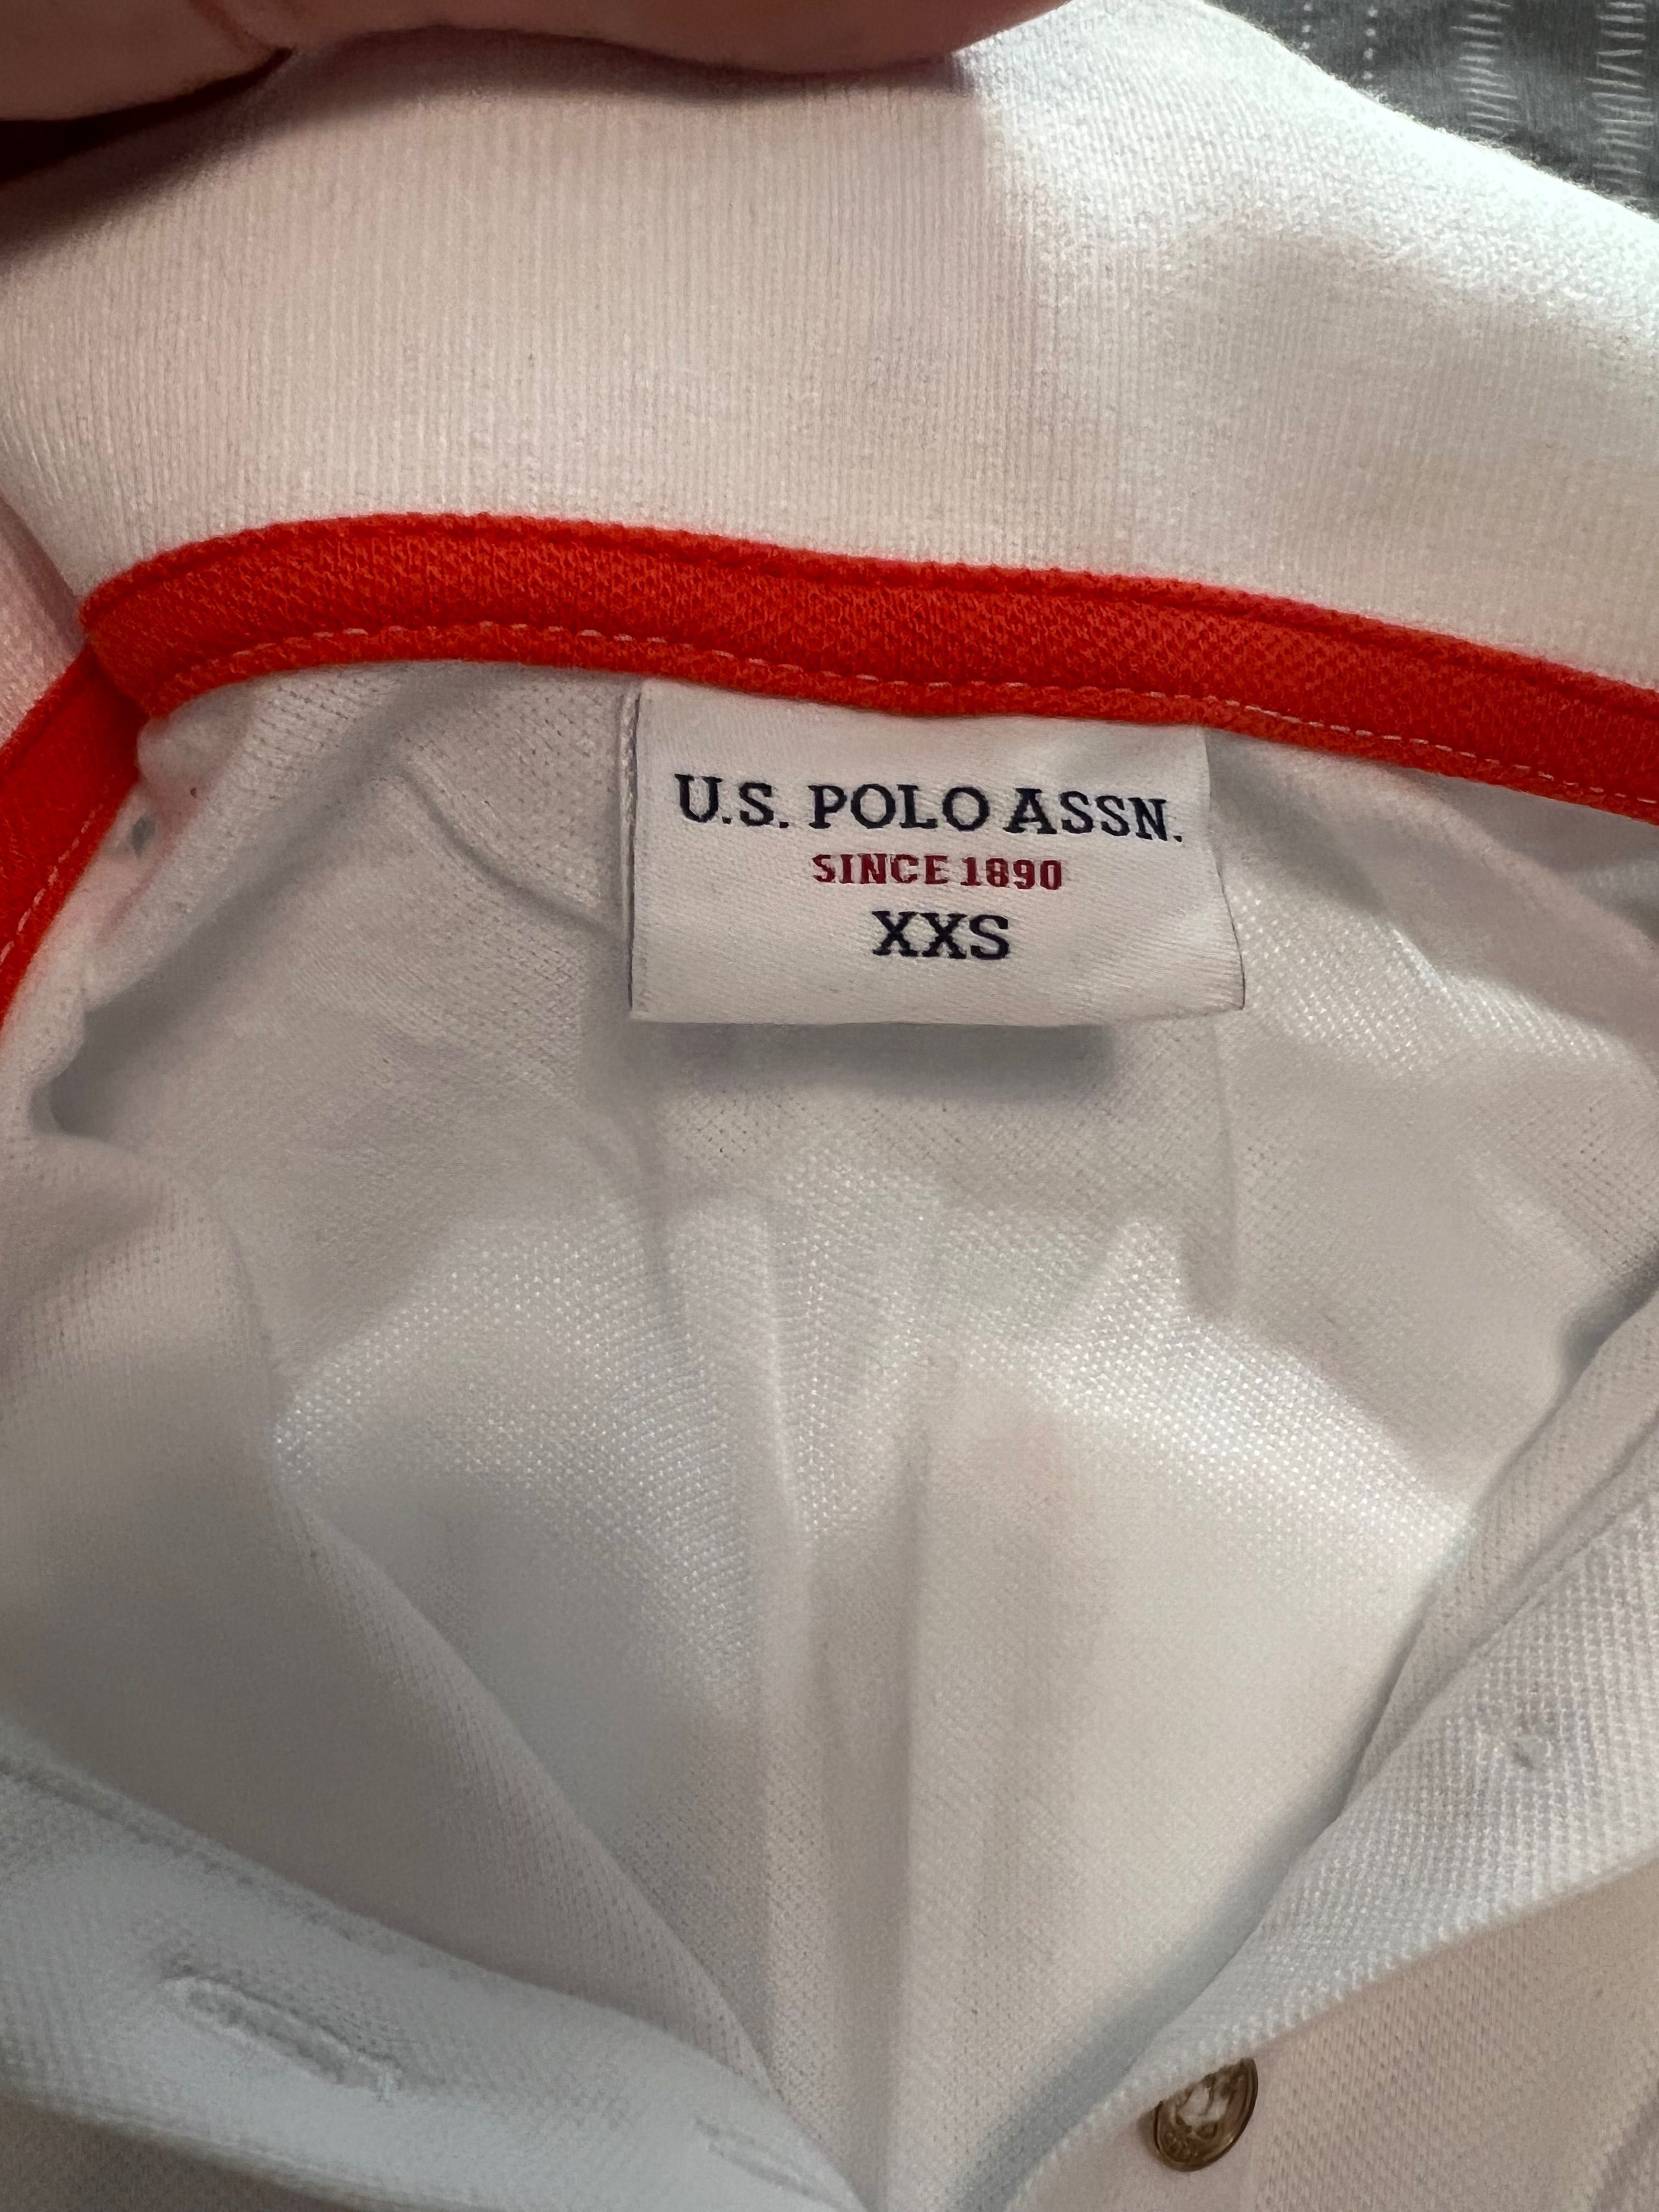 U.S. POLO ASSN.
SINCE 1890
XXS